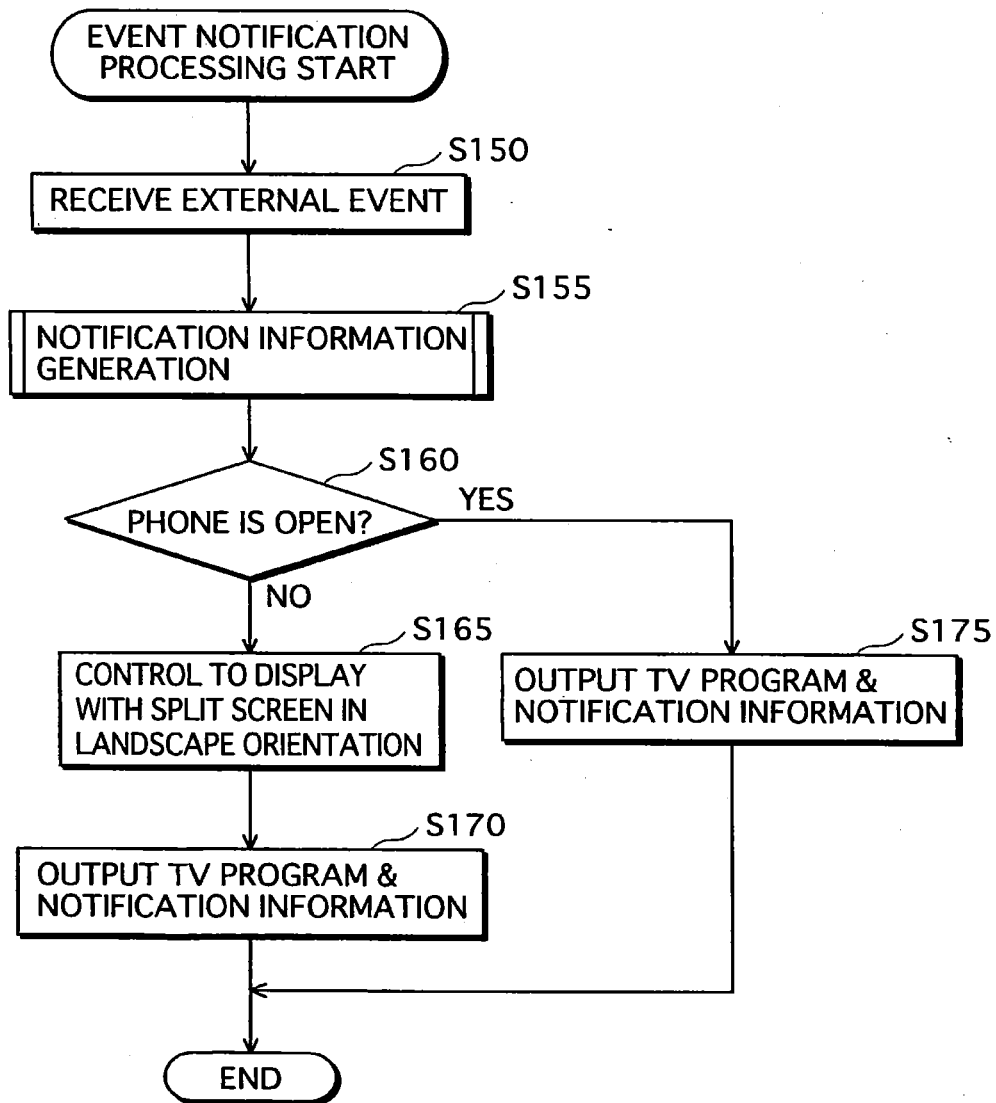 EVENT NOTIFICATION
PROCESSING START
S150
RECEIVE EXTERNAL EVENT
S155
NOTIFICATION INFORMATION
GENERATION
S160
PHONE IS OPEN?
YES
NO
S165
CONTROL TO DISPLAY
WITH SPLIT SCREEN IN
LANDSCAPE ORIENTATION
S175
OUTPUT TV PROGRAM &
NOTIFICATION INFORMATION
S170
OUTPUT TV PROGRAM &
NOTIFICATION INFORMATION
END